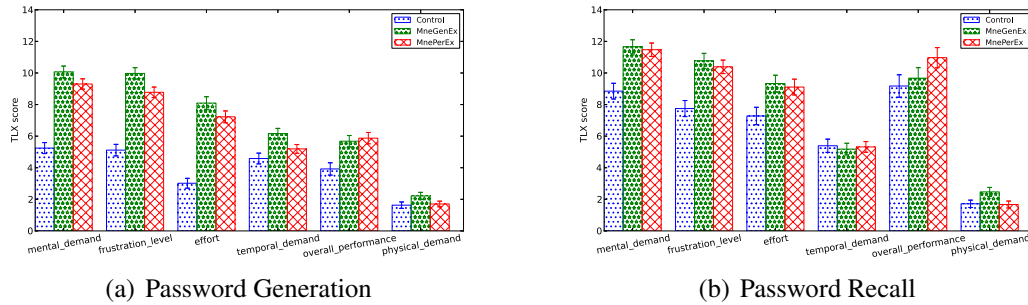 14
12
10
8
6
4
2
0
TLX score
Control
MneGenEx
MnePerEx
mental_demand
frustration_level
effort
temporal_demand
overall_performance
physical_demand
(a) Password Generation
14
12
10
8
6
4
2
0
TLX score
Control
MneGenEx
MnePerEx
mental_demand
frustration_level
effort
temporal_demand
overall_performance
physical_demand
(b) Password Recall